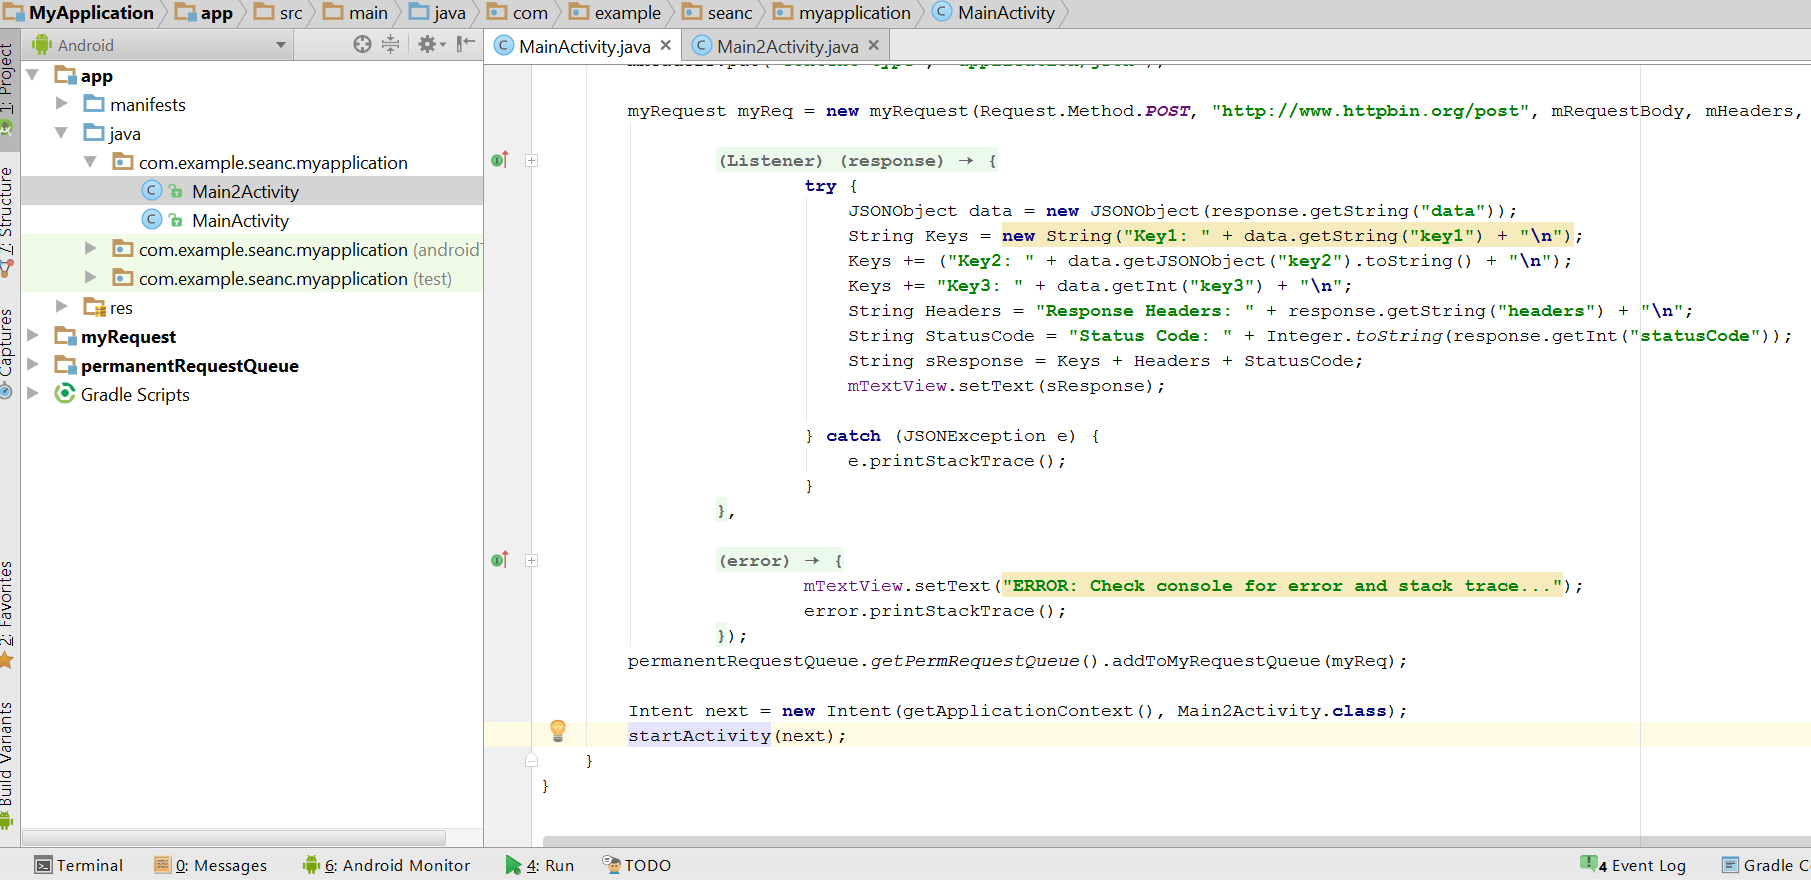 MyApplication app src main java com example seanc myapplication MainActivity
Android
MainActivity.java Main2Activity.java
1: Project
7: Structure
Captures
2: Favorites
Build Variants
app
manifests
java
com.example.seanc.myapplication
Main2Activity
MainActivity
com.example.seanc.myapplication (android
com.example.seanc.myapplication (test)
res
myRequest
permanentRequestQueue
Gradle Scripts
myRequest myReq = new myRequest(Request.Method.POST, "http://www.httpbin.org/post", mRequestBody, mHeaders,
(Listener) (response) → {
try {
JSONObject data = new JSONObject(response.getString("data"));
String Keys = new String("Key1: " + data.getString("key1") + "\n");
Keys += ("Key2: " + data.getJSONObject("key2").toString() + "\n");
Keys += "Key3: " + data.getInt("key3") + "\n";
String Headers = "Response Headers: " + response.getString("headers") + "\n";
String StatusCode = "Status Code: " + Integer.toString(response.getInt("statusCode"));
String sResponse = Keys + Headers + StatusCode;
mTextView.setText(sResponse);
} catch (JSONException e) {
e.printStackTrace();
}
},
(error) → {
mTextView.setText("ERROR: Check console for error and stack trace...");
error.printStackTrace();
});
permanentRequestQueue.getPermRequestQueue().addToMyRequestQueue(myReq);
Intent next = new Intent(getApplicationContext(), Main2Activity.class);
startActivity(next);
}
}
Terminal 0: Messages 6: Android Monitor 4: Run TODO 4 Event Log Gradle C